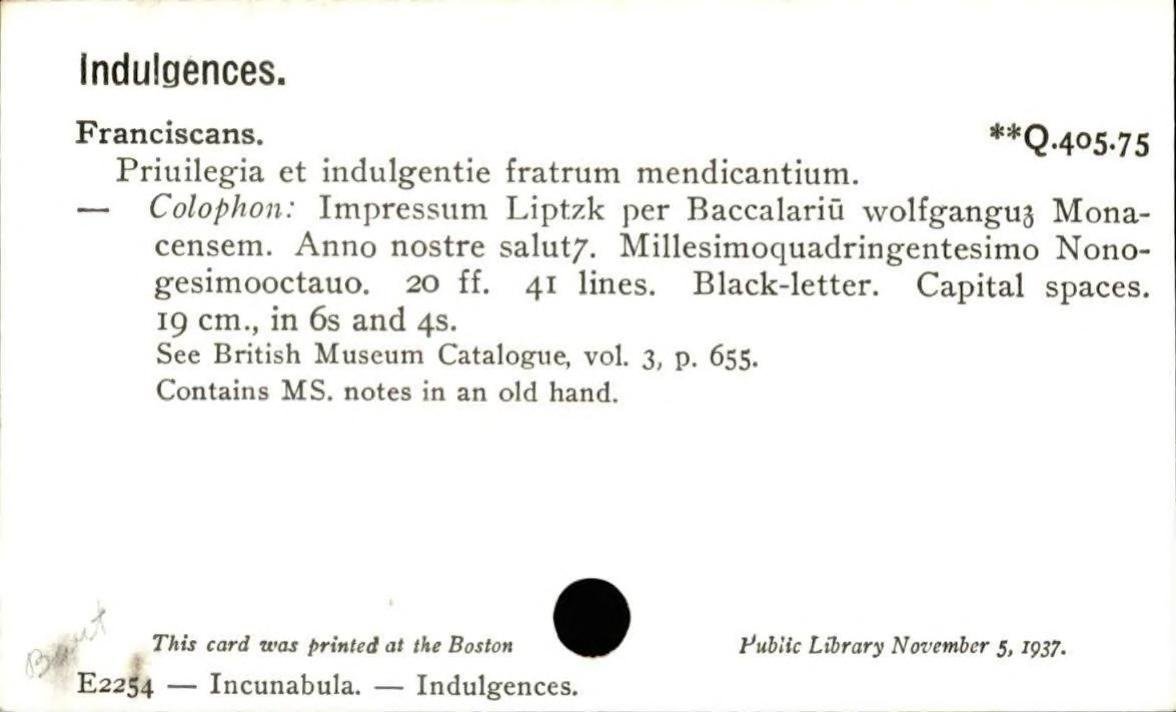 Indulgences.
Franciscans. **Q.405.75
Priuilegia et indulgentie fratrum mendicantium.
— Colophon: Impressum Liptzk per Baccalariū wolfganguꝫ Mona-
censem. Anno nostre salut7. Millesimoquadringentesimo Nono-
gesimooctauo. 20 ff. 41 lines. Black-letter. Capital spaces.
19 cm., in 6s and 4s.
See British Museum Catalogue, vol. 3, p. 655.
Contains MS. notes in an old hand.
This card was printed at the Boston Public Library November 5, 1937.
E2254 — Incunabula. — Indulgences.